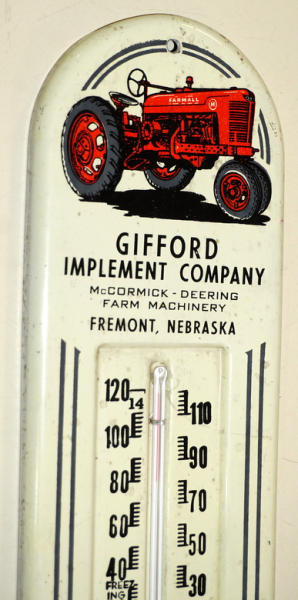 FARMALL
M
GIFFORD
IMPLEMENT COMPANY
McCORMICK - DEERING
FARM MACHINERY
FREMONT, NEBRASKA
120
14
110
100
90
80
70
60
50
40
FREEZ-
ING
30